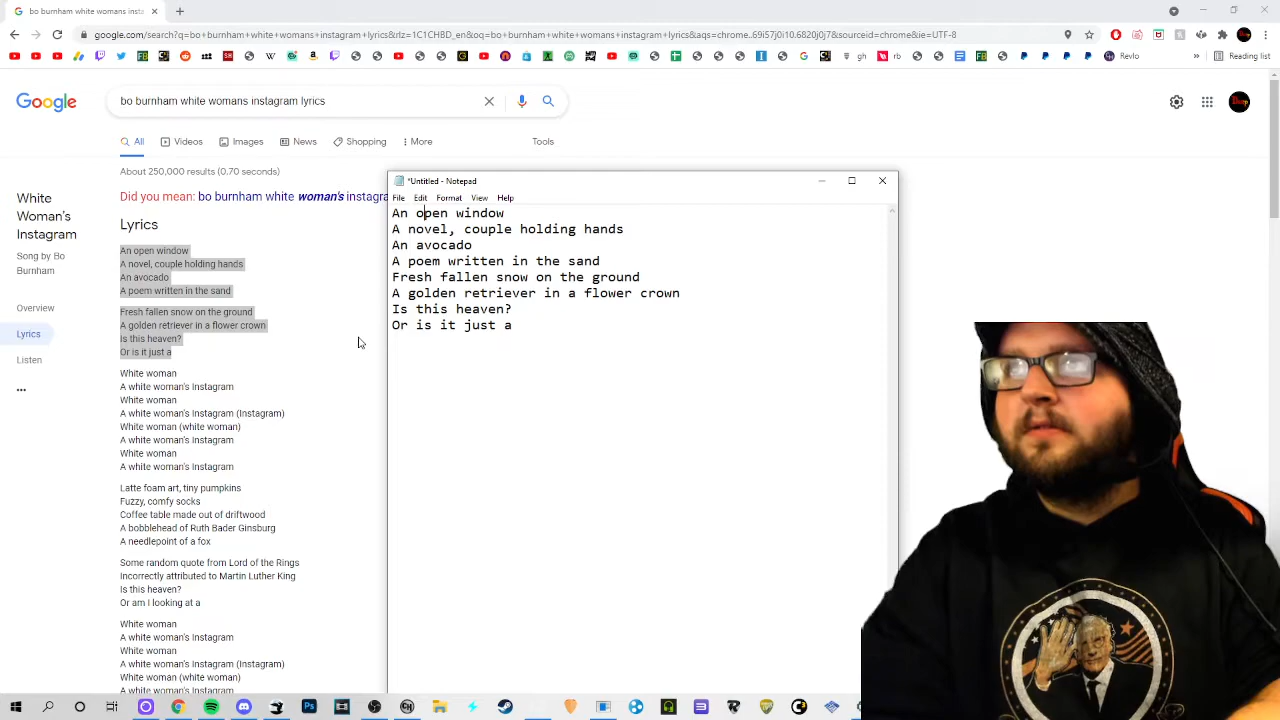 bo burnham white womans insta
google.com/search?q=bo+burnham+white+womans+instagram+lyrics&rlz=1C1CHBD_en&oq=bo+burnham+white+womans+instagram+lyrics&aqs=chrome..69i57j0i10.6820j0j7&sourceid=chrome&ie=UTF-8
gh
rb
Revlo
Reading list
Google
bo burnham white womans instagram lyrics
All
Videos
Images
News
Shopping
More
Tools
About 250,000 results (0.70 seconds)
Did you mean: bo burnham white woman's instagra
White
Woman's
Instagram
Song by Bo
Burnham
Overview
Lyrics
Listen
Lyrics
An open window
A novel, couple holding hands
An avocado
A poem written in the sand
Fresh fallen snow on the ground
A golden retriever in a flower crown
Is this heaven?
Or is it just a
White woman
A white woman's Instagram
White woman
A white woman's Instagram (Instagram)
White woman (white woman)
A white woman's Instagram
White woman
A white woman's Instagram
Latte foam art, tiny pumpkins
Fuzzy, comfy socks
Coffee table made out of driftwood
A bobblehead of Ruth Bader Ginsburg
A needlepoint of a fox
Some random quote from Lord of the Rings
Incorrectly attributed to Martin Luther King
Is this heaven?
Or am I looking at a
White woman
A white woman's Instagram
White woman
A white woman's Instagram (Instagram)
White woman (white woman)
A white woman's Instagram
*Untitled - Notepad
File Edit Format View Help
An open window
A novel, couple holding hands
An avocado
A poem written in the sand
Fresh fallen snow on the ground
A golden retriever in a flower crown
Is this heaven?
Or is it just a